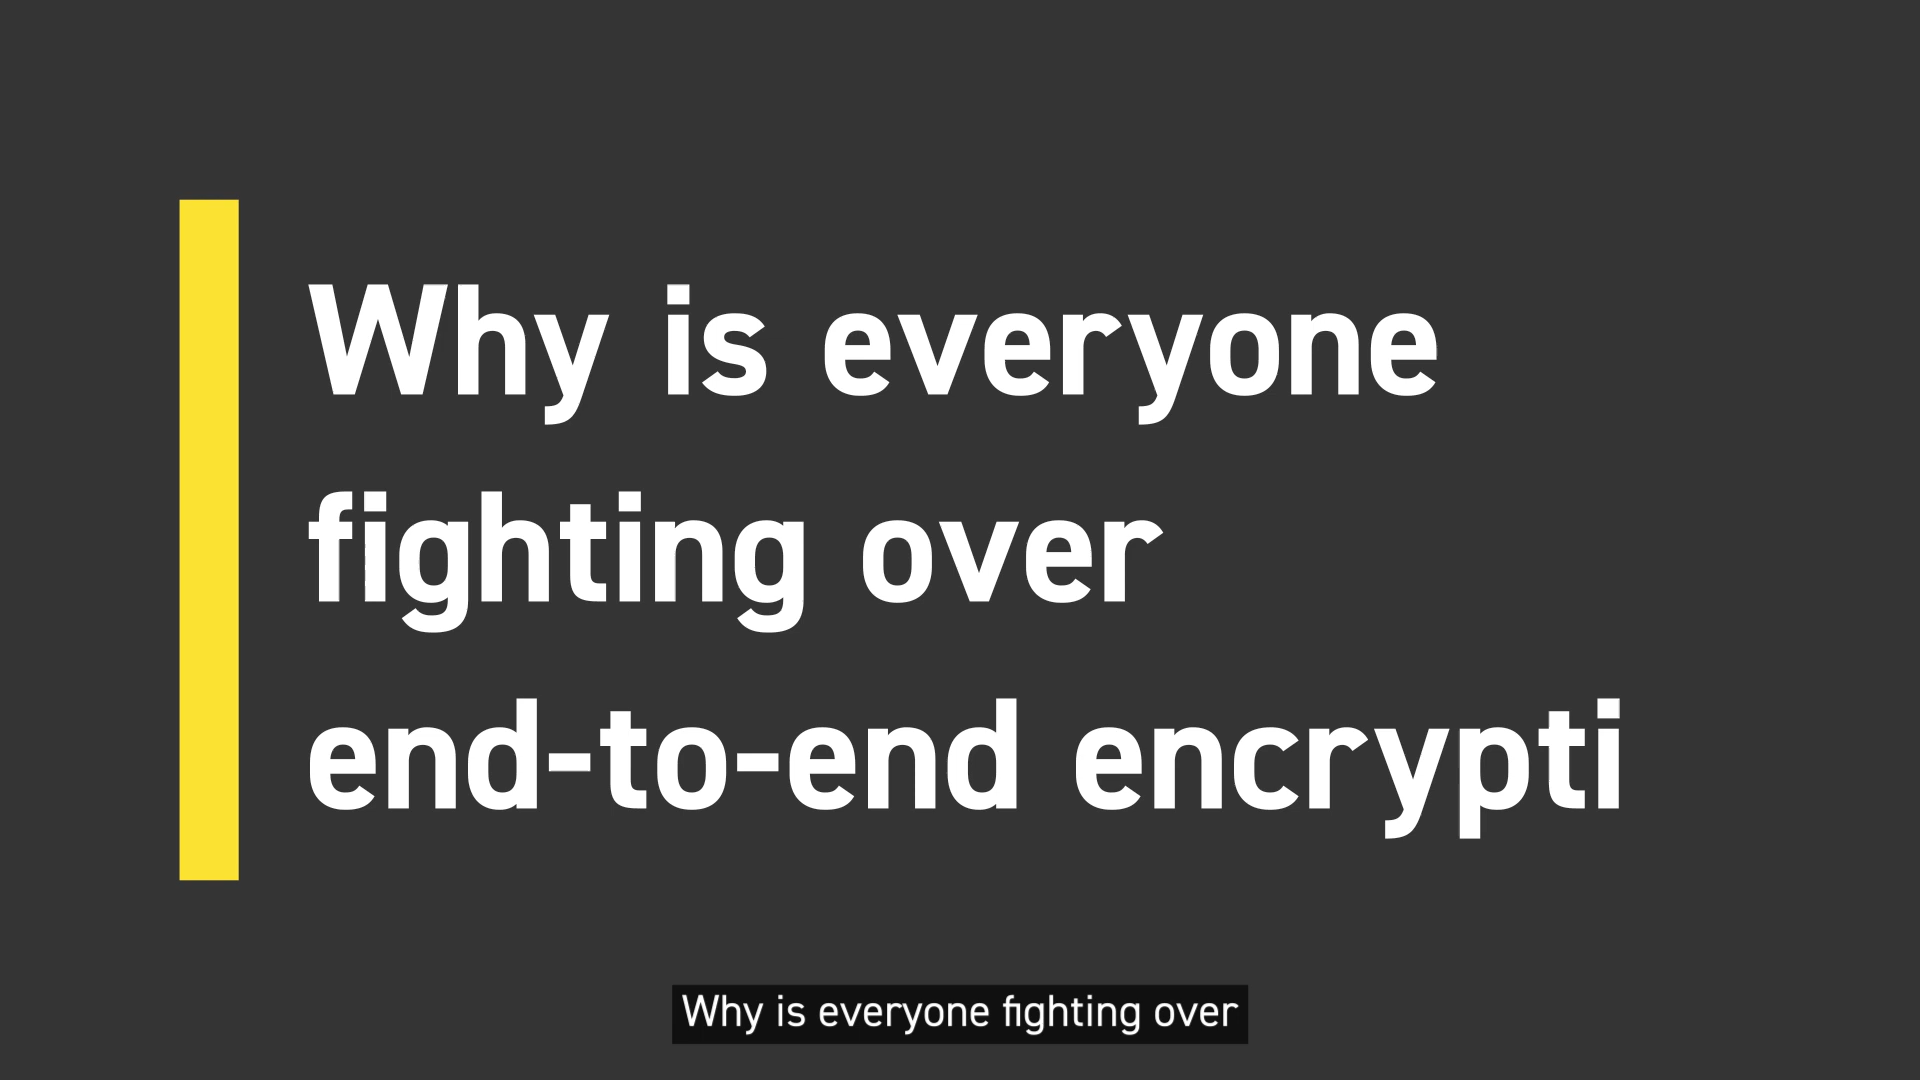 Why is everyone
fighting over
end-to-end encrypti
Why is everyone fighting over